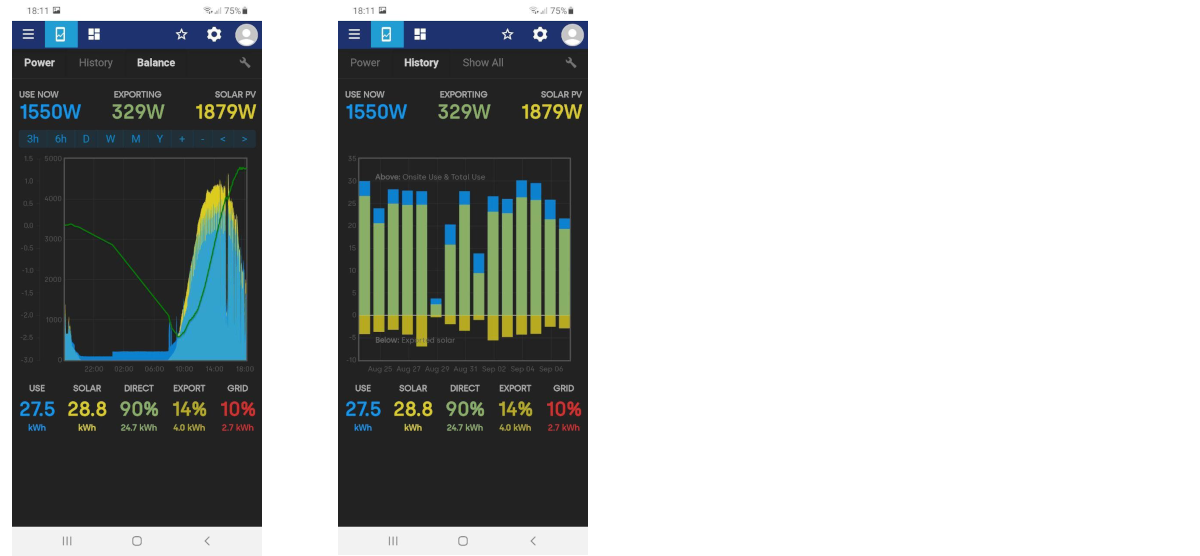 18:11 75%
Power History Balance
USE NOW EXPORTING SOLAR PV
1550W 329W 1879W
3h 6h D W M Y + - < >
1.5 5000
1.0
0.5 4000
0.0
-0.5 3000
-1.0
2000
-1.5
-2.0 1000
-2.5
-3.0 0
22:00 02:00 06:00 10:00 14:00 18:00
USE SOLAR DIRECT EXPORT GRID
27.5 28.8 90% 14% 10%
kWh kWh 24.7 kWh 4.0 kWh 2.7 kWh
18:11 75%
Power History Show All
USE NOW EXPORTING SOLAR PV
1550W 329W 1879W
35
Above: Onsite Use & Total Use
30
25
20
15
10
5
0
-5
Below: Exported solar
-10
Aug 25 Aug 27 Aug 29 Aug 31 Sep 02 Sep 04 Sep 06
USE SOLAR DIRECT EXPORT GRID
27.5 28.8 90% 14% 10%
kWh kWh 24.7 kWh 4.0 kWh 2.7 kWh